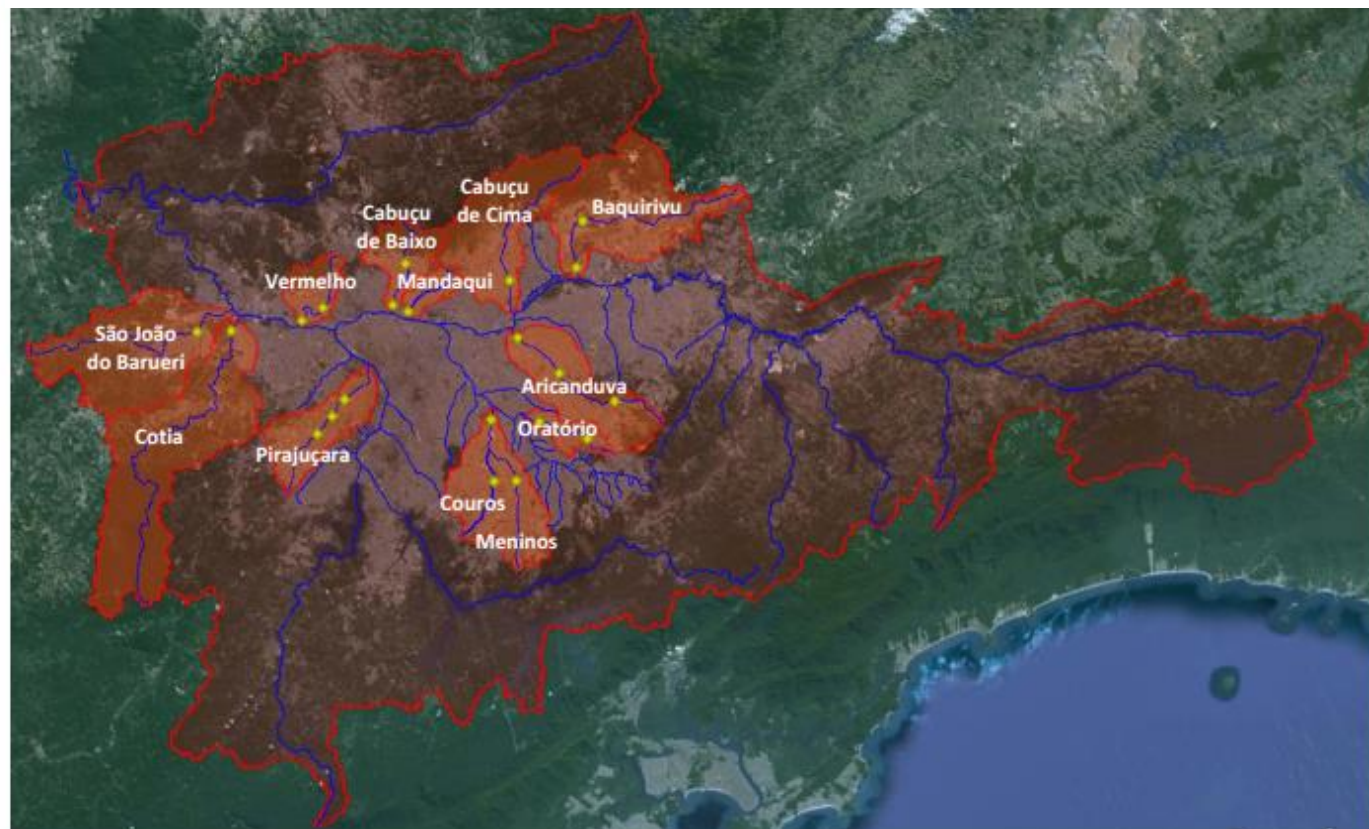 Cabuçu
de Cima
Baquirivu
Cabuçu
de Baixo
Vermelho
Mandaqui
São João
do Barueri
Aricanduva
Cotia
Pirajuçara
Oratório
Couros
Meninos